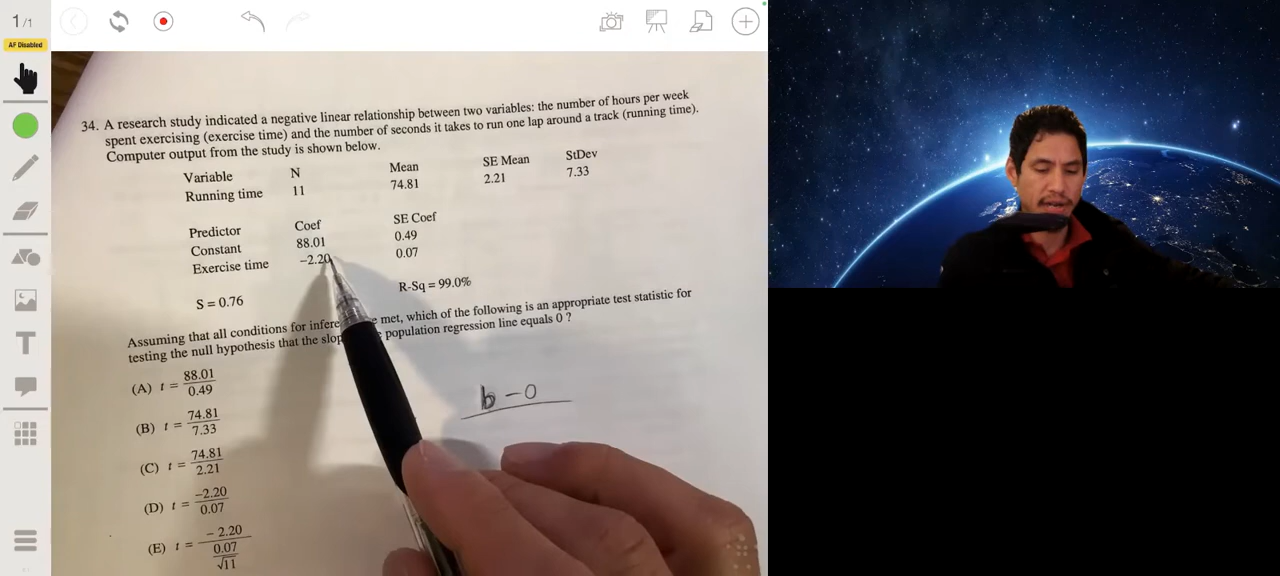 1/1
AF Disabled
34. A research study indicated a negative linear relationship between two variables: the number of hours per week
spent exercising (exercise time) and the number of seconds it takes to run one lap around a track (running time).
Computer output from the study is shown below.
Variable N Mean SE Mean StDev
Running time 11 74.81 2.21 7.33
Predictor Coef SE Coef
Constant 88.01 0.49
Exercise time −2.20 0.07
S = 0.76 R-Sq = 99.0%
Assuming that all conditions for met, which of the following is an appropriate test statistic for
testing the null hypothesis that the population regression line equals 0 ?
(A) t = 88.01
0.49
(B) t = 74.81
7.33
(C) t = 74.81
2.21
(D) t = −2.20
0.07
(E) t = − 2.20
0.07
√11
b − 0
T